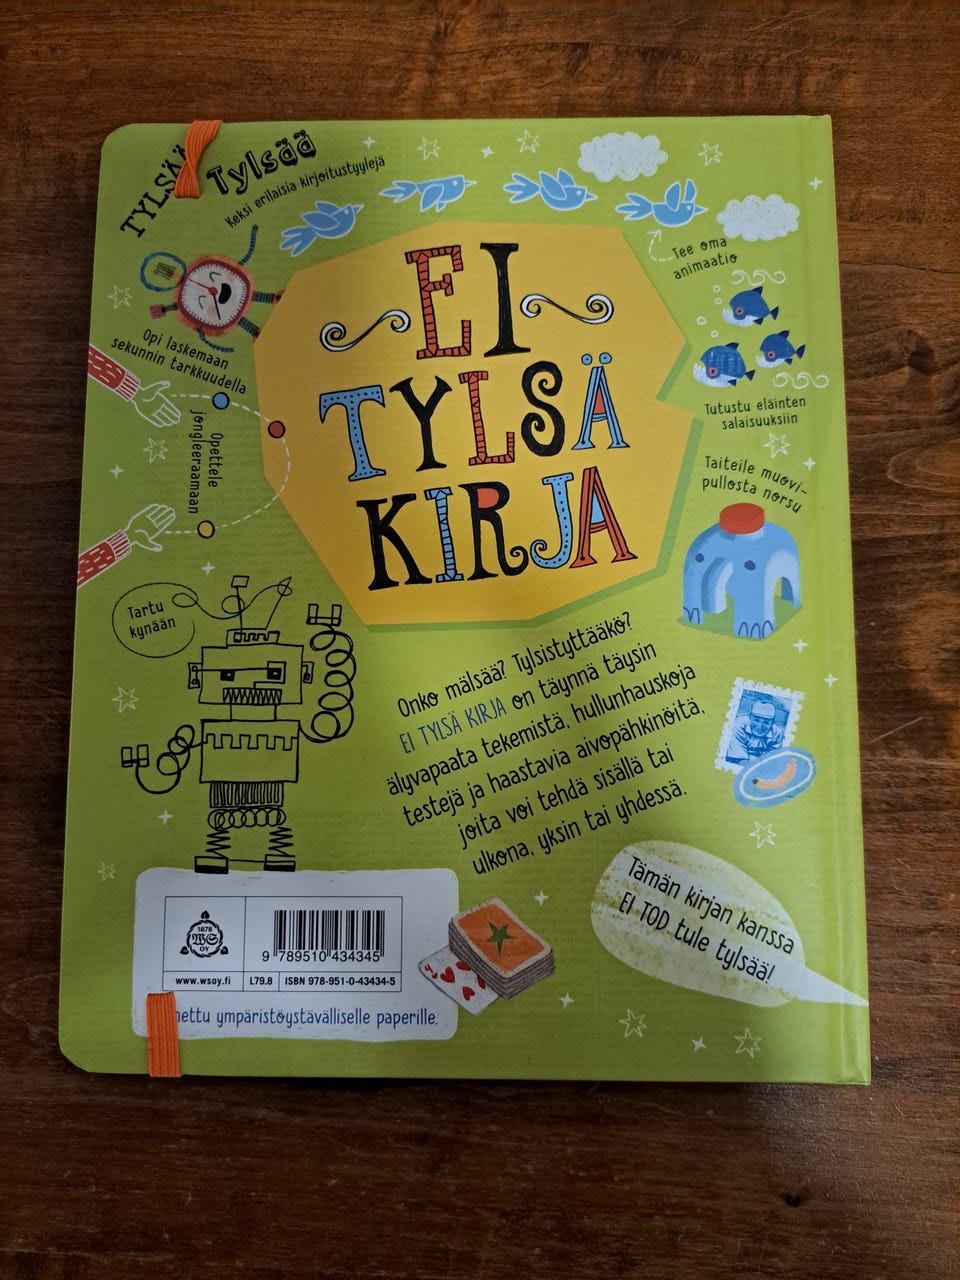 TYLSÄÄ
Tylsää
Keksi erilaisia kirjoitustyylejä
Tee oma
animaatio
Opi laskemaan
sekunnin tarkkuudella
EI
TYLSÄ
KIRJA
Tutustu eläinten
salaisuuksiin
Opettele
jongleeraamaan
Taiteile muovi-
pullosta norsu
Tartu
kynään
Onko mälsää? Tylsistyttääkö?
EI TYLSÄ KIRJA on täynnä täysin
älyvapaata tekemistä, hullunhauskoja
testejä ja haastavia aivopähkinöitä,
joita voi tehdä sisällä tai
ulkona, yksin tai yhdessä.
Tämän kirjan kanssa
EI TOD tule tylsää!
1878
WS
OY
9 789510 434345
www.wsoy.fi L79.8 ISBN 978-951-0-43434-5
ympäristöystävälliselle paperille.